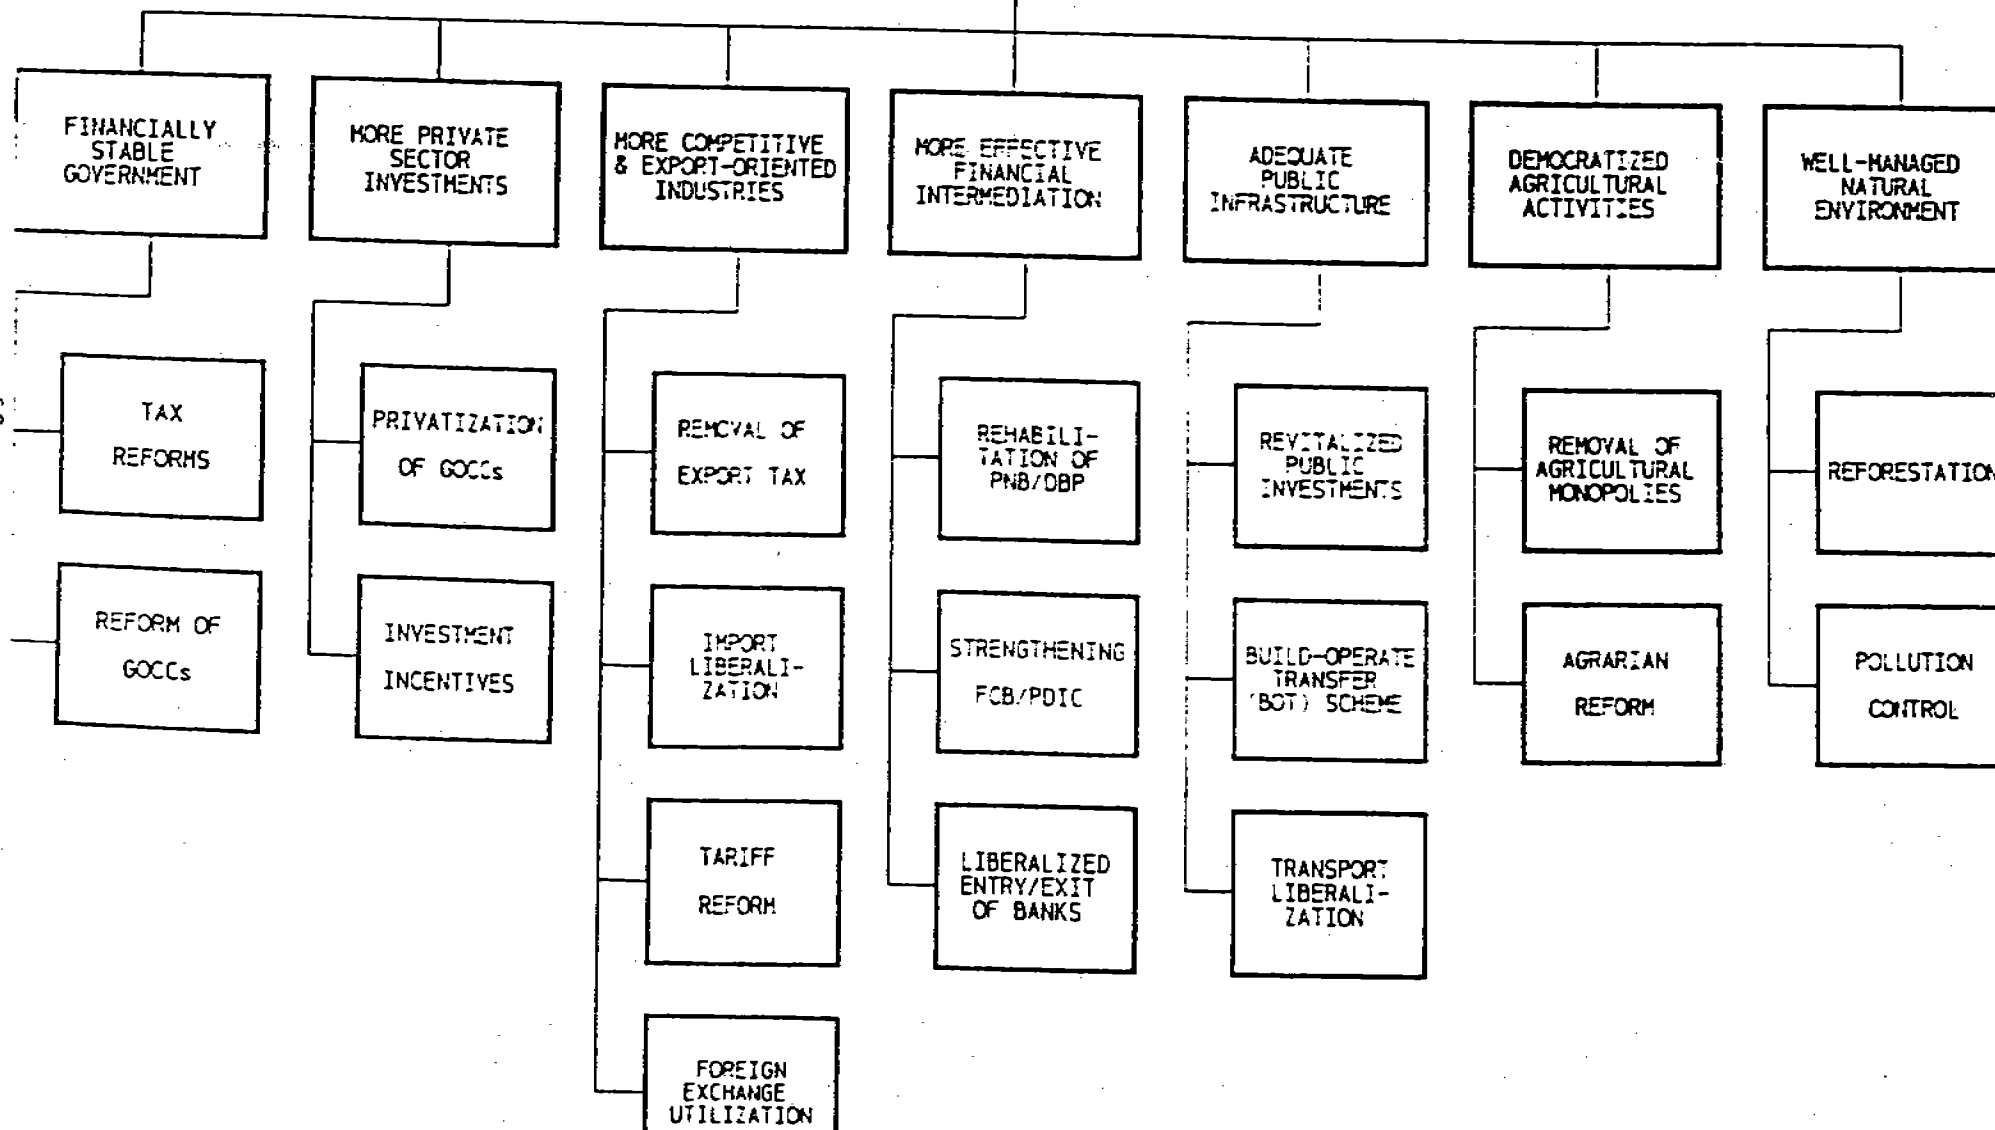 FINANCIALLY
STABLE
GOVERNMENT
MORE PRIVATE
SECTOR
INVESTMENTS
MORE COMPETITIVE
& EXPORT-ORIENTED
INDUSTRIES
MORE EFFECTIVE
FINANCIAL
INTERMEDIATION
ADEQUATE
PUBLIC
INFRASTRUCTURE
DEMOCRATIZED
AGRICULTURAL
ACTIVITIES
WELL-MANAGED
NATURAL
ENVIRONMENT
TAX
REFORMS
REFORM OF
GOCCs
PRIVATIZATION
OF GOCCs
INVESTMENT
INCENTIVES
REMOVAL OF
EXPORT TAX
IMPORT
LIBERALI-
ZATION
TARIFF
REFORM
FOREIGN
EXCHANGE
UTILIZATION
REHABILI-
TATION OF
PNB/DBP
STRENGTHENING
FCB/PDIC
LIBERALIZED
ENTRY/EXIT
OF BANKS
REVITALIZED
PUBLIC
INVESTMENTS
BUILD-OPERATE
TRANSFER
(BOT) SCHEME
TRANSPORT
LIBERALI-
ZATION
REMOVAL OF
AGRICULTURAL
MONOPOLIES
AGRARIAN
REFORM
REFORESTATION
POLLUTION
CONTROL